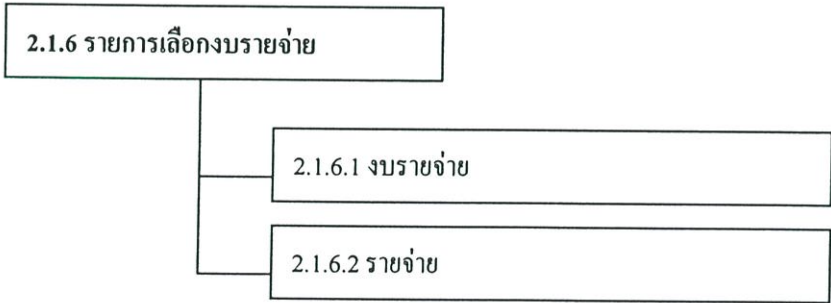 2.1.6 รายการเลือกงบรายจ่าย
2.1.6.1 งบรายจ่าย
2.1.6.2 รายจ่าย